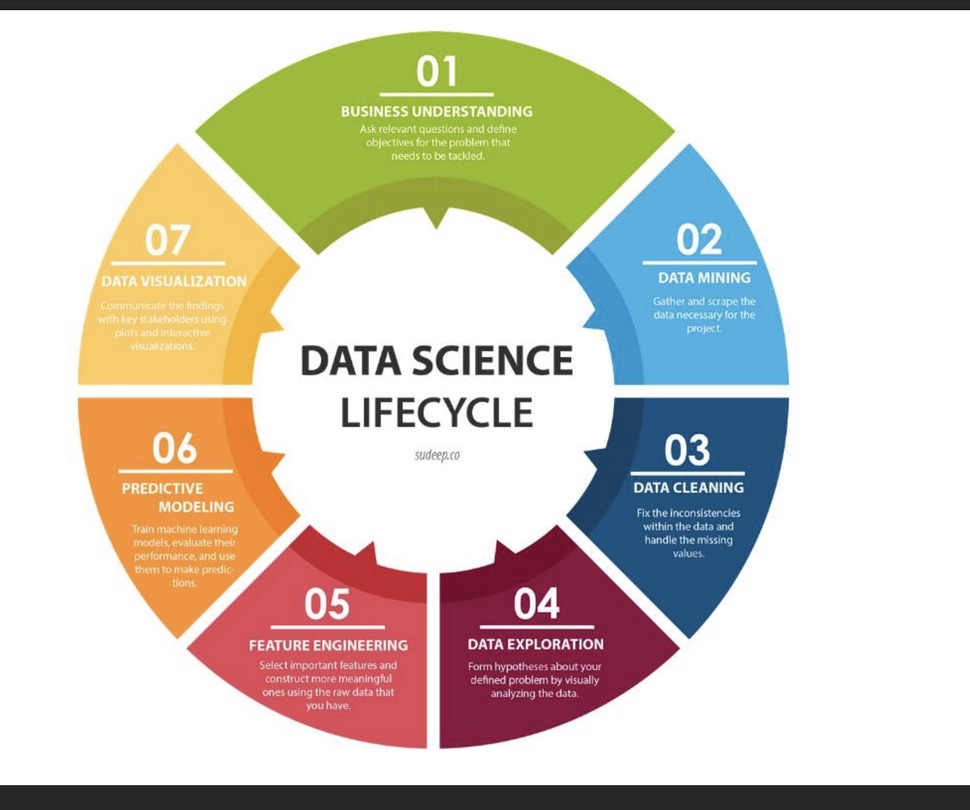 01
BUSINESS UNDERSTANDING
Ask relevant questions and define
objectives for the problem that
needs to be tackled.
02
DATA MINING
Gather and scrape the
data necessary for the
project.
03
DATA CLEANING
Fix the inconsistencies
within the data and
handle the missing
values.
04
DATA EXPLORATION
Form hypotheses about your
defined problem by visually
analyzing the data.
05
FEATURE ENGINEERING
Select important features and
construct more meaningful
ones using the raw data that
you have.
06
PREDICTIVE
MODELING
Train machine learning
models, evaluate their
performance, and use
them to make predic-
tions.
07
DATA VISUALIZATION
Communicate the findings
with key stakeholders using
plots and interactive
visualizations.
DATA SCIENCE
LIFECYCLE
sudeep.co